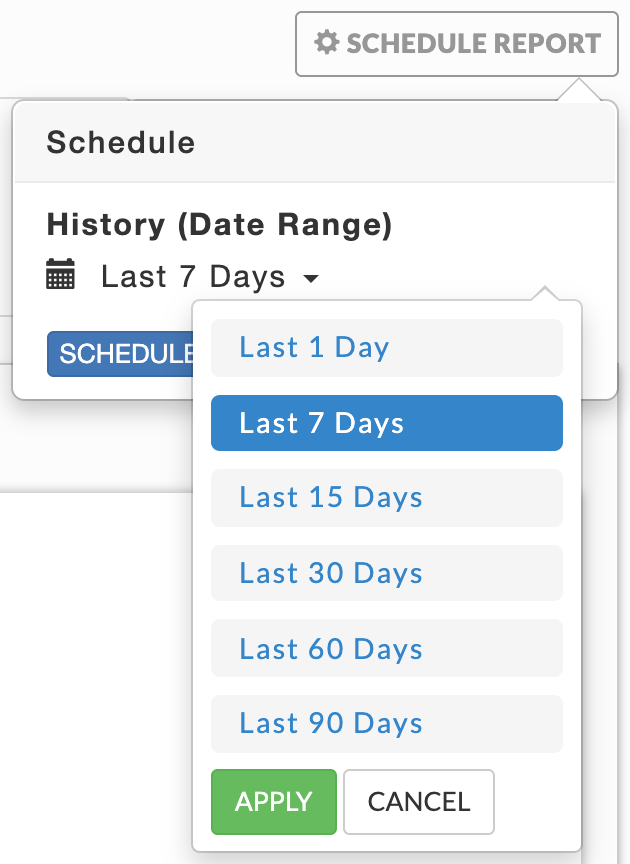 SCHEDULE REPORT
Schedule
History (Date Range)
Last 7 Days
SCHEDULE
Last 1 Day
Last 7 Days
Last 15 Days
Last 30 Days
Last 60 Days
Last 90 Days
APPLY CANCEL